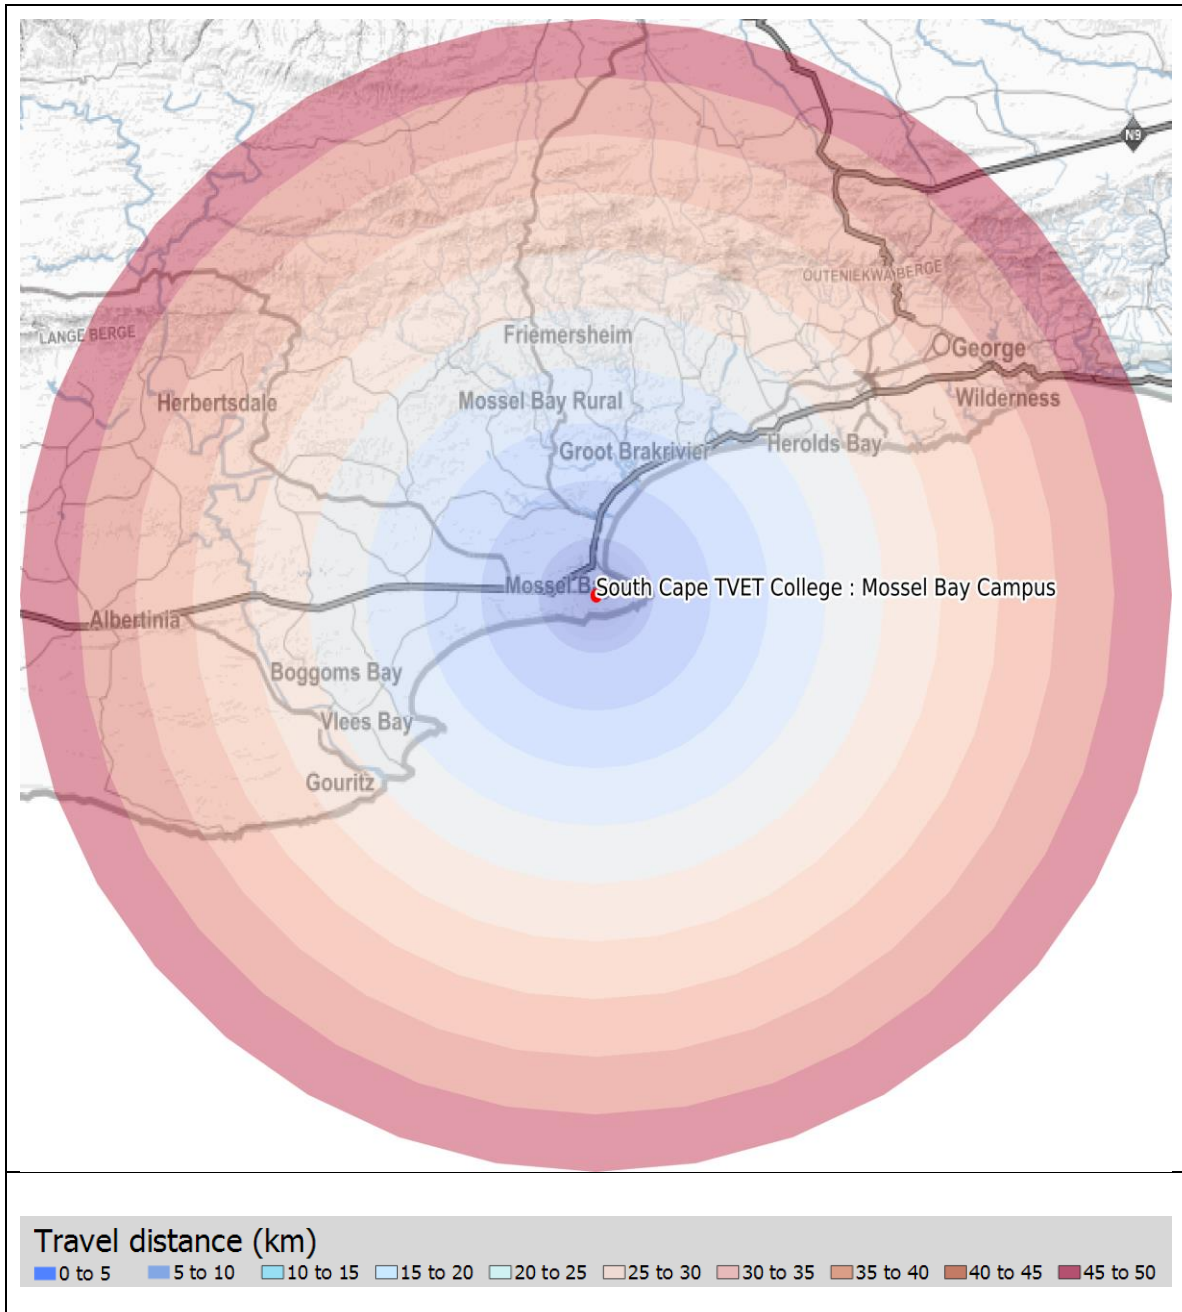 N9
OUTENIEKWA BERGE
LANGE BERGE
Friemersheim
George
Herbertsdale
Mossel Bay Rural
Wilderness
Groot Brakrivier
Herolds Bay
Mossel B
South Cape TVET College : Mossel Bay Campus
Albertinia
Boggoms Bay
Vlees Bay
Gouritz
Travel distance (km)
0 to 5 5 to 10 10 to 15 15 to 20 20 to 25 25 to 30 30 to 35 35 to 40 40 to 45 45 to 50